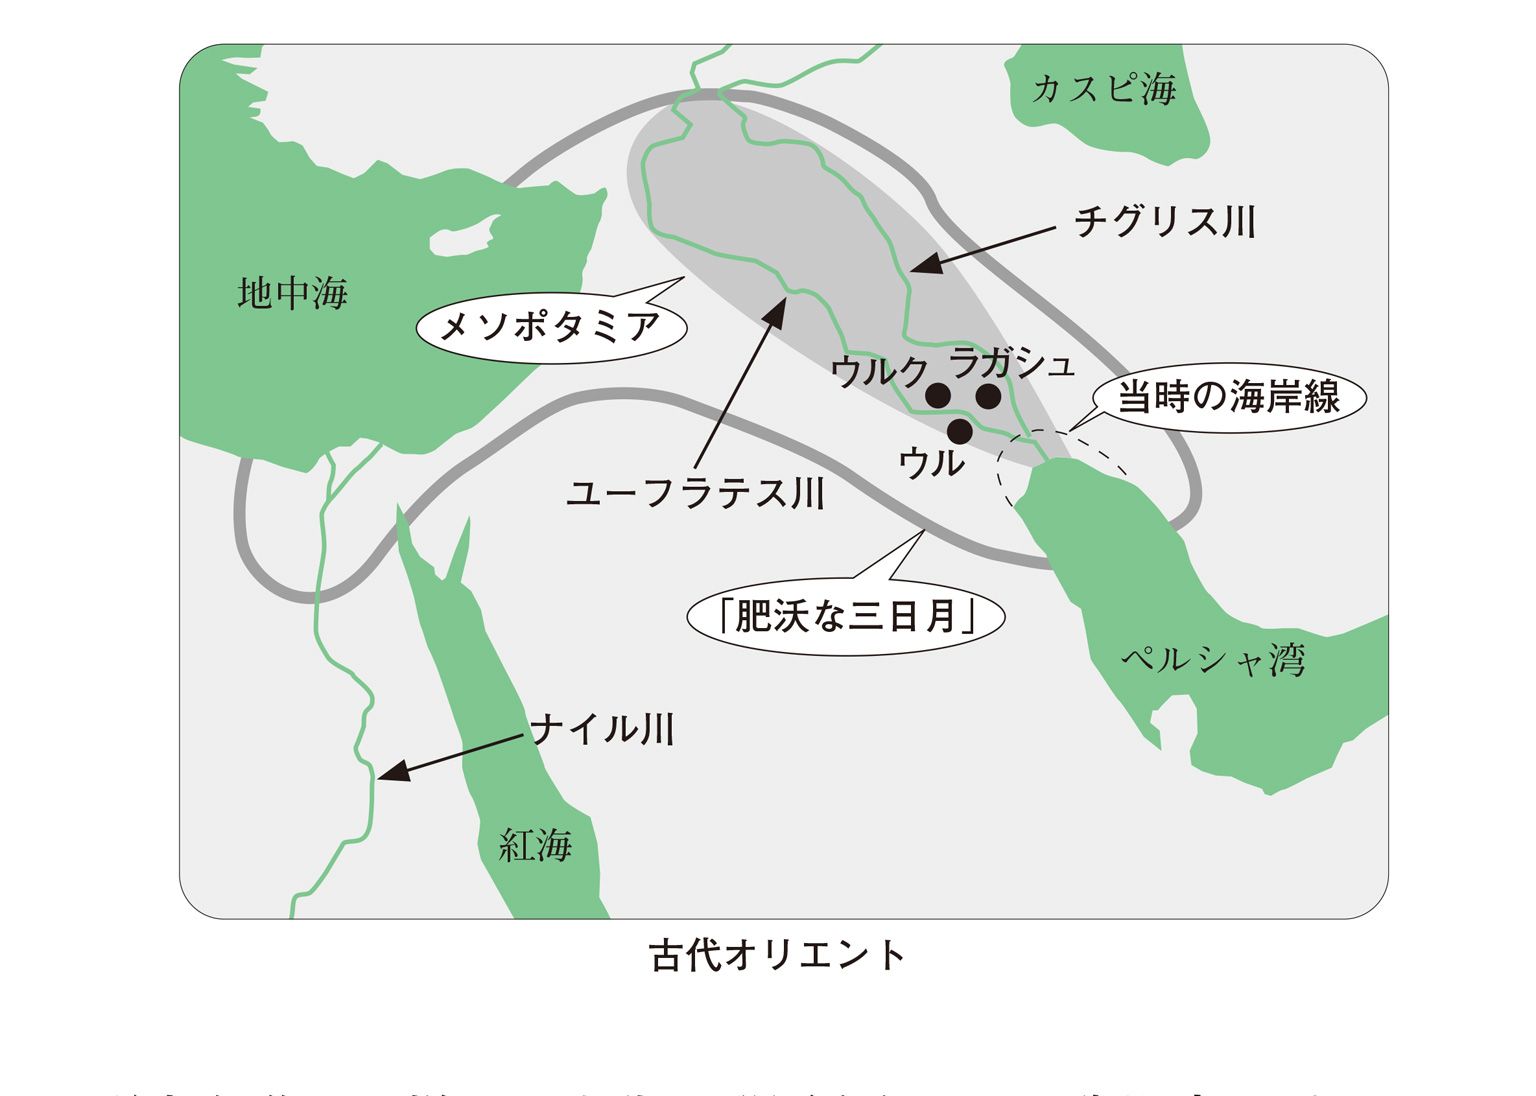 カスピ海
チグリス川
地中海
メソポタミア
ウルク
ラガシュ
当時の海岸線
ウル
ユーフラテス川
「肥沃な三日月」
ペルシャ湾
ナイル川
紅海
古代オリエント